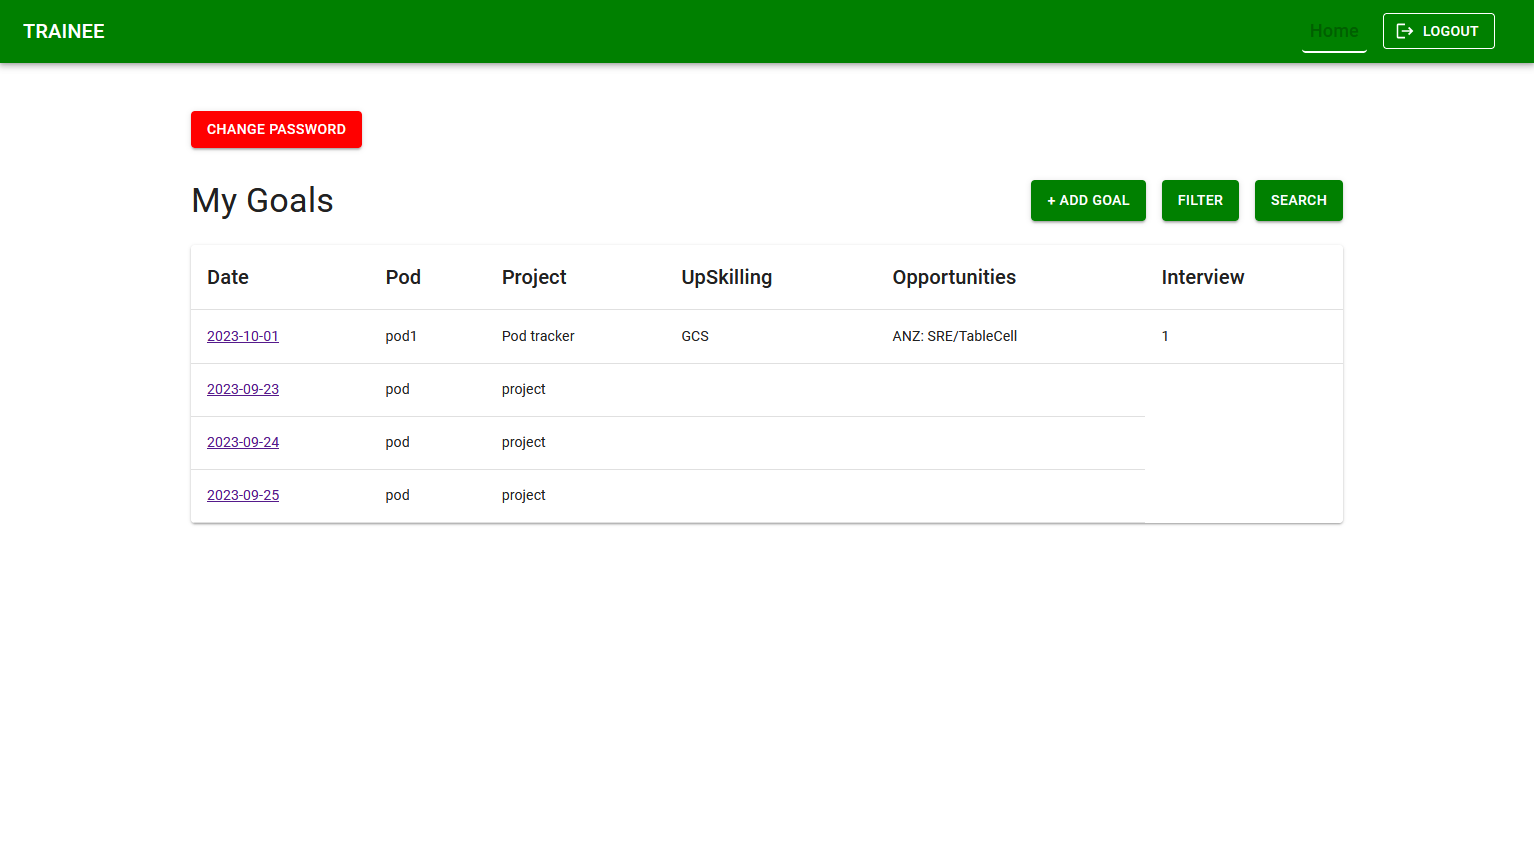 TRAINEE Home LOGOUT
CHANGE PASSWORD
My Goals + ADD GOAL FILTER SEARCH
Date Pod Project UpSkilling Opportunities Interview
2023-10-01 pod1 Pod tracker GCS ANZ: SRE/TableCell 1
2023-09-23 pod project
2023-09-24 pod project
2023-09-25 pod project